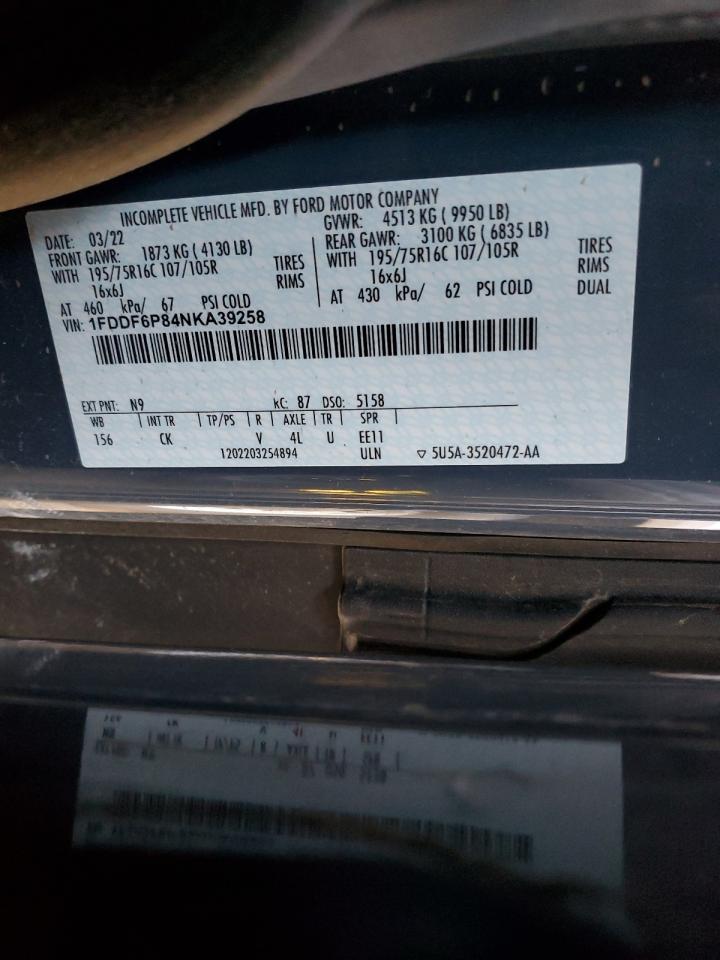 INCOMPLETE VEHICLE MFD. BY FORD MOTOR COMPANY
DATE: 03/22
GVWR: 4513 KG ( 9950 LB)
FRONT GAWR: 1873 KG ( 4130 LB)
REAR GAWR: 3100 KG ( 6835 LB)
WITH 195/75R16C 107/105R TIRES
WITH 195/75R16C 107/105R TIRES
16x6J RIMS
16x6J RIMS
AT 460 kPa/ 67 PSI COLD
AT 430 kPa/ 62 PSI COLD DUAL
VIN: 1FDDF6P84NKA39258
EXT PNT: N9 KC: 87 DSO: 5158
WB | INT TR | TP/PS | R | AXLE | TR | SPR |
156 CK V 4L U EE11
1202203254894 ULN ▽ 5U5A-3520472-AA